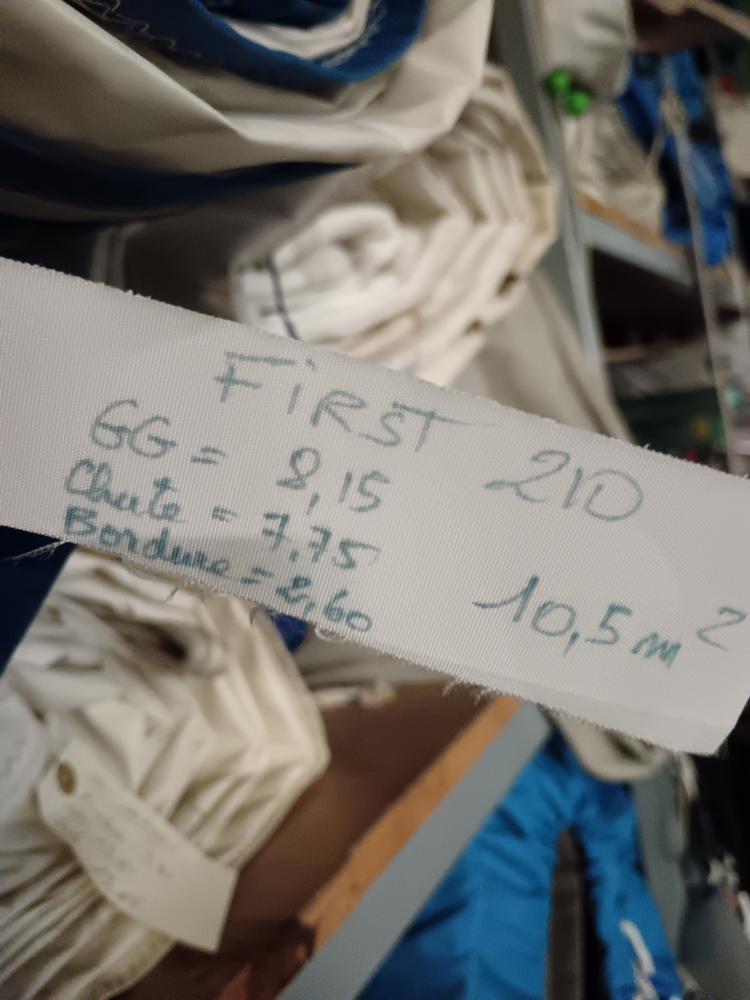 FiRST 210
GG = 8,15
Chute = 7,75
Bordure = 2,60
10,5 m²